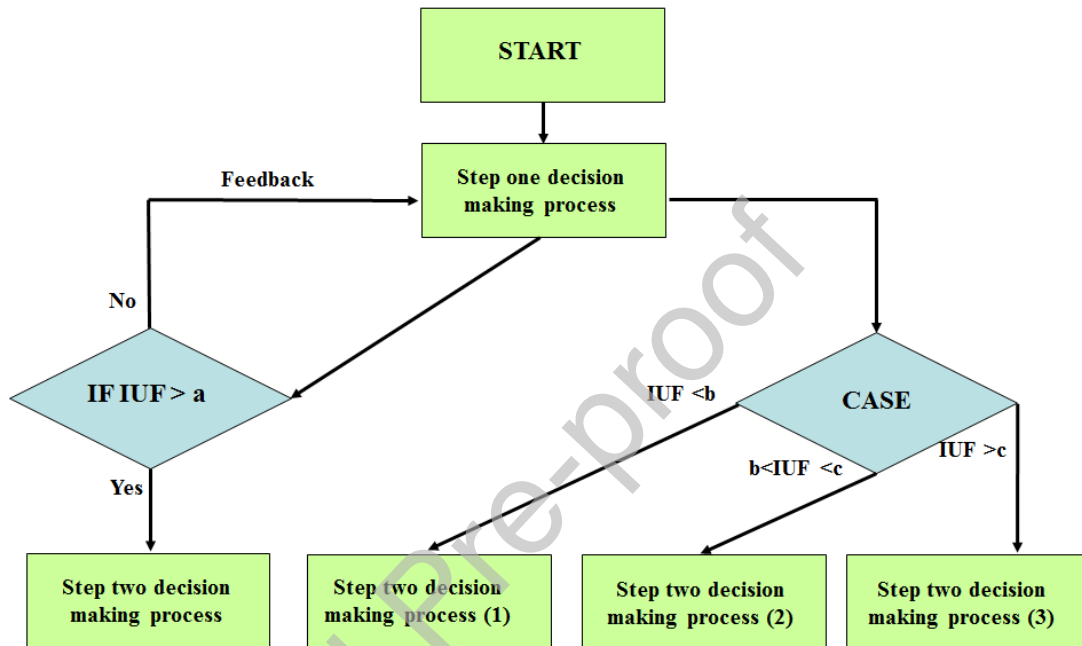 START
Step one decision
making process
Feedback
No
IF IUF > a
Yes
CASE
IUF <b
b<IUF <c
IUF >c
Step two decision
making process
Step two decision
making process (1)
Step two decision
making process (2)
Step two decision
making process (3)
Pre-proof